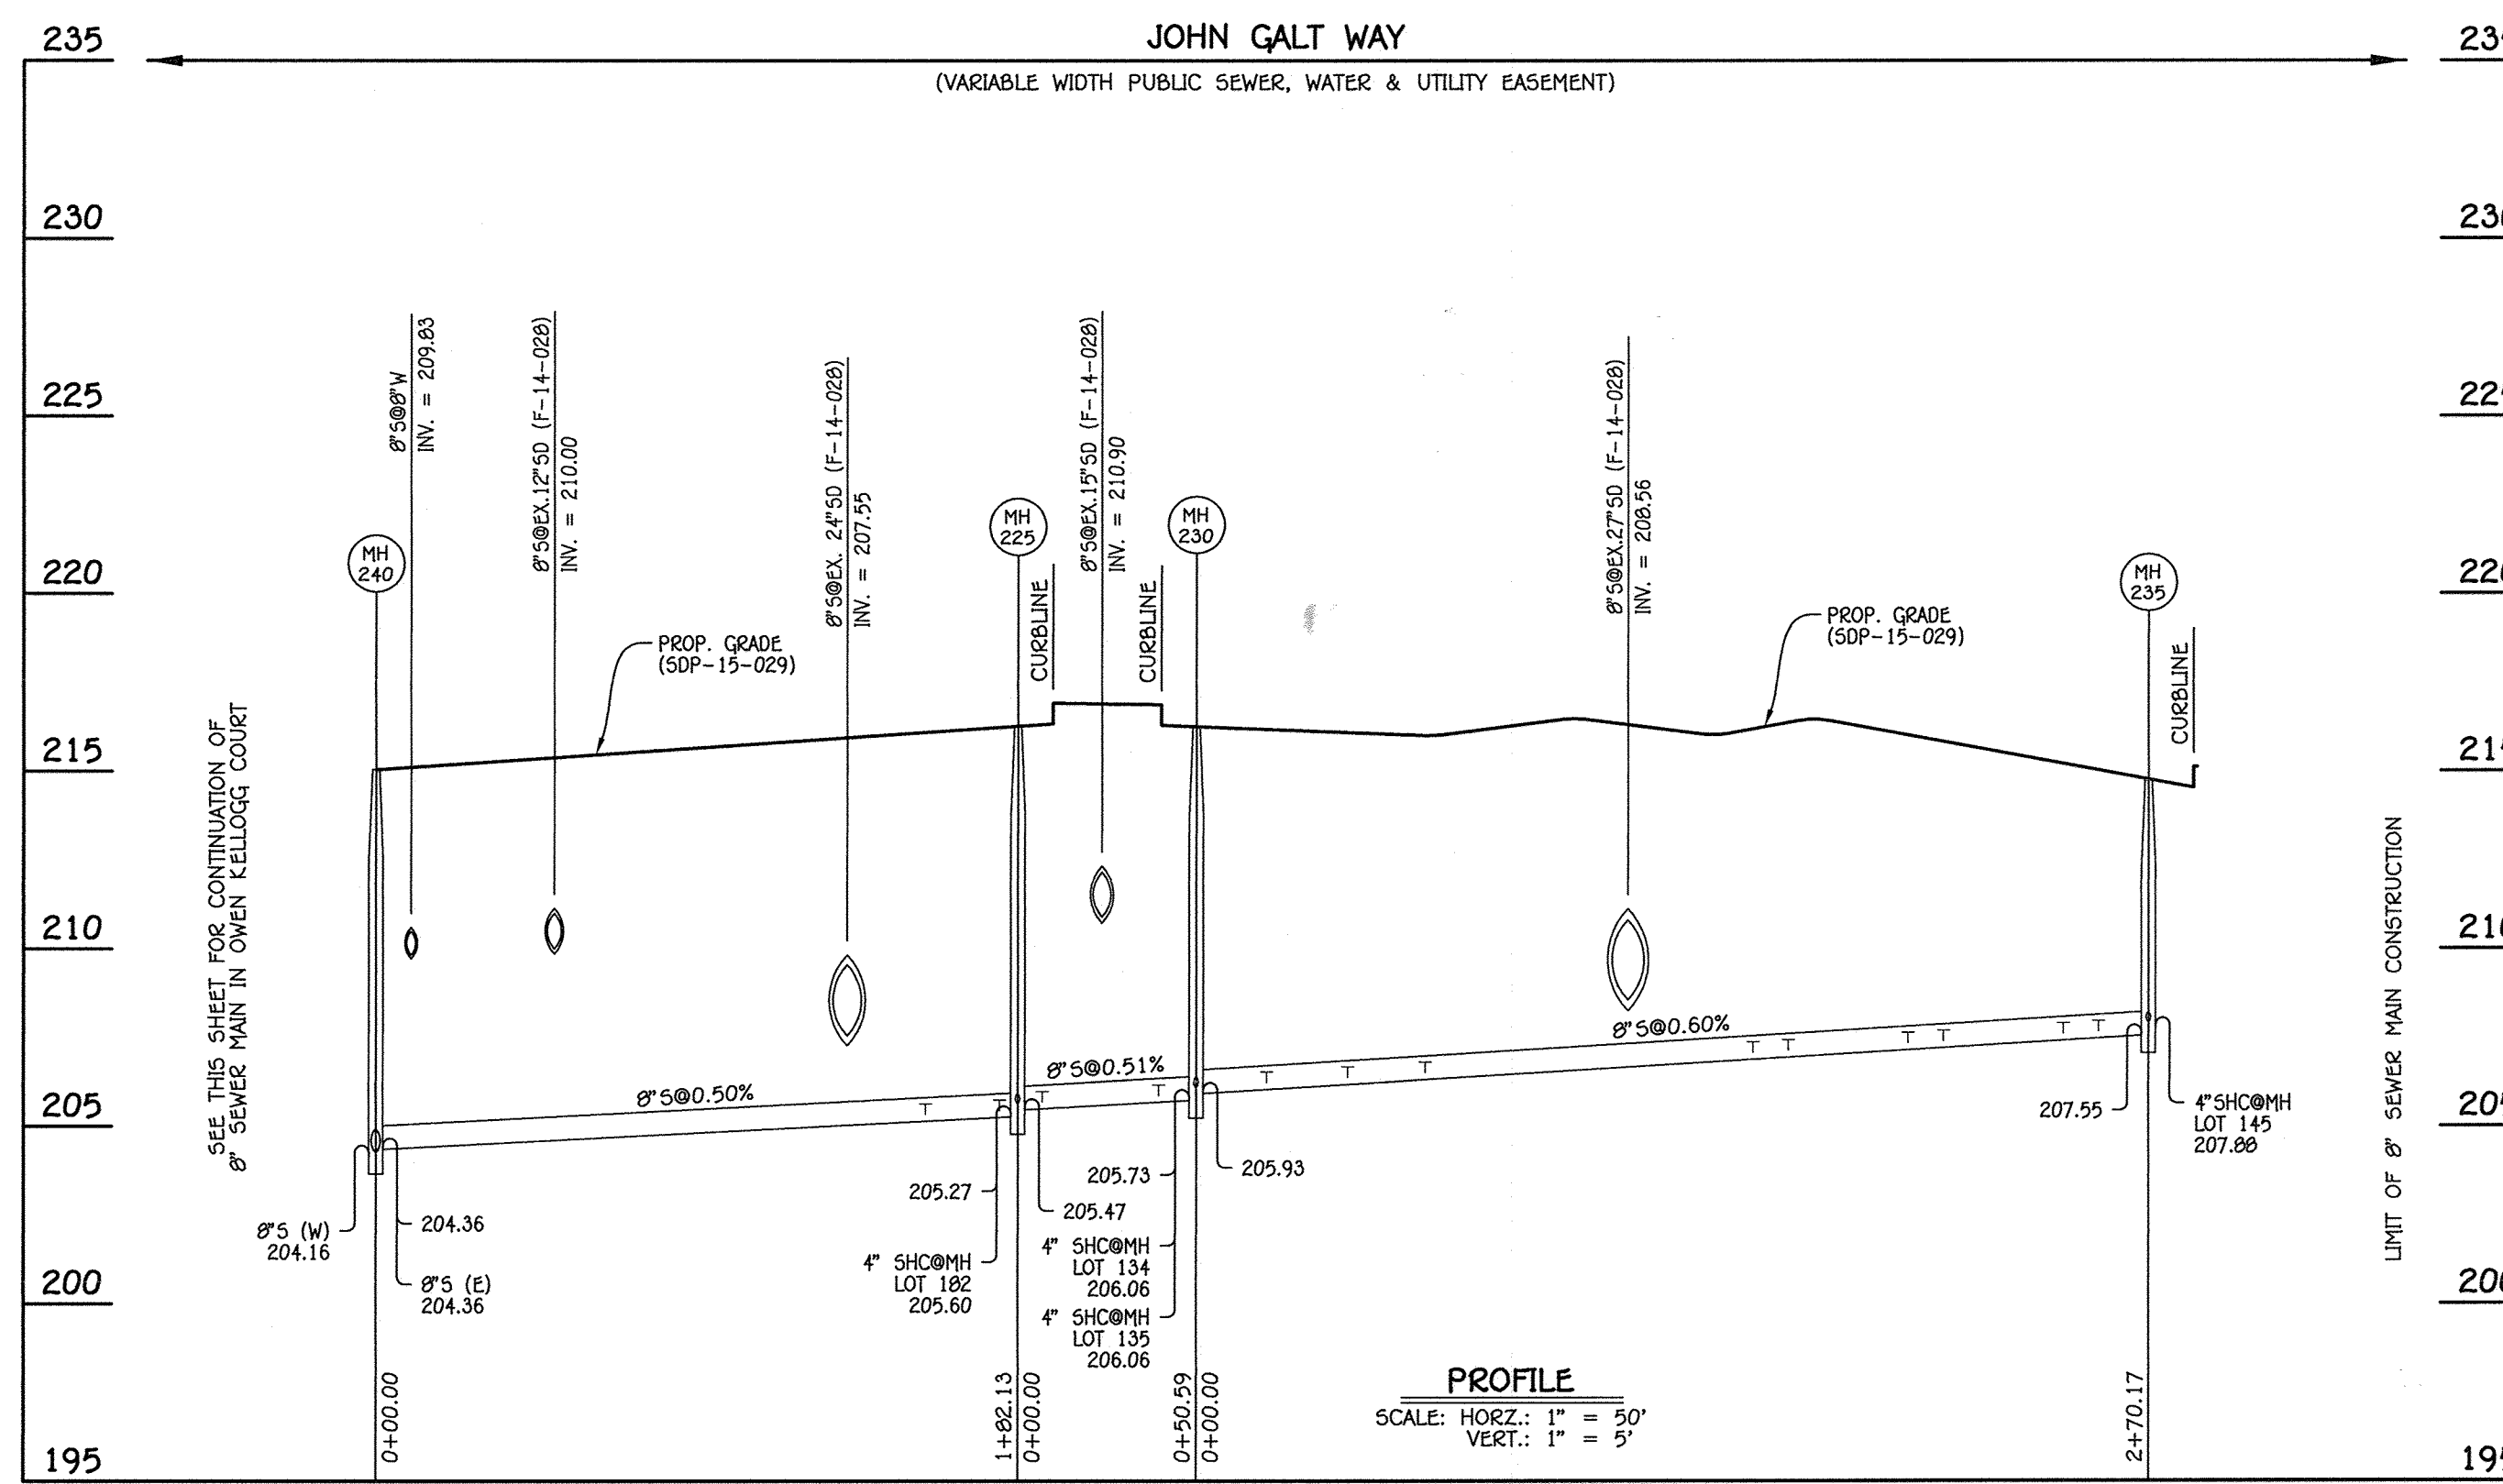 JOHN GALT WAY
(VARIABLE WIDTH PUBLIC SEWER, WATER & UTILITY EASEMENT)
235
230
225
220
215
210
205
200
195
SEE THIS SHEET FOR CONTINUATION OF
8" SEWER MAIN IN OWEN KELLOGG COURT
MH
240
8"S@8"W
INV. = 209.83
8"S@EX.12"SD (F-14-028)
INV. = 210.00
PROP. GRADE
(SDP-15-029)
8"S@EX. 24"SD (F-14-028)
INV. = 207.55
MH
225
CURBLINE
8"S@EX.15"SD (F-14-028)
INV. = 210.90
CURBLINE
MH
230
8"S@EX.27"SD (F-14-028)
INV. = 208.56
PROP. GRADE
(SDP-15-029)
MH
235
CURBLINE
LIMIT OF 8" SEWER MAIN CONSTRUCTION
8"S@0.50%
8"S@0.51%
8"S@0.60%
8"S (W)
204.16
204.36
8"S (E)
204.36
205.27
4" SHC@MH
LOT 182
205.60
205.47
205.73
4" SHC@MH
LOT 134
206.06
4" SHC@MH
LOT 135
206.06
205.93
207.55
4"SHC@MH
LOT 145
207.88
0+00.00
1+82.13
0+00.00
0+50.59
0+00.00
2+70.17
PROFILE
SCALE: HORZ.: 1" = 50'
VERT.: 1" = 5'
195